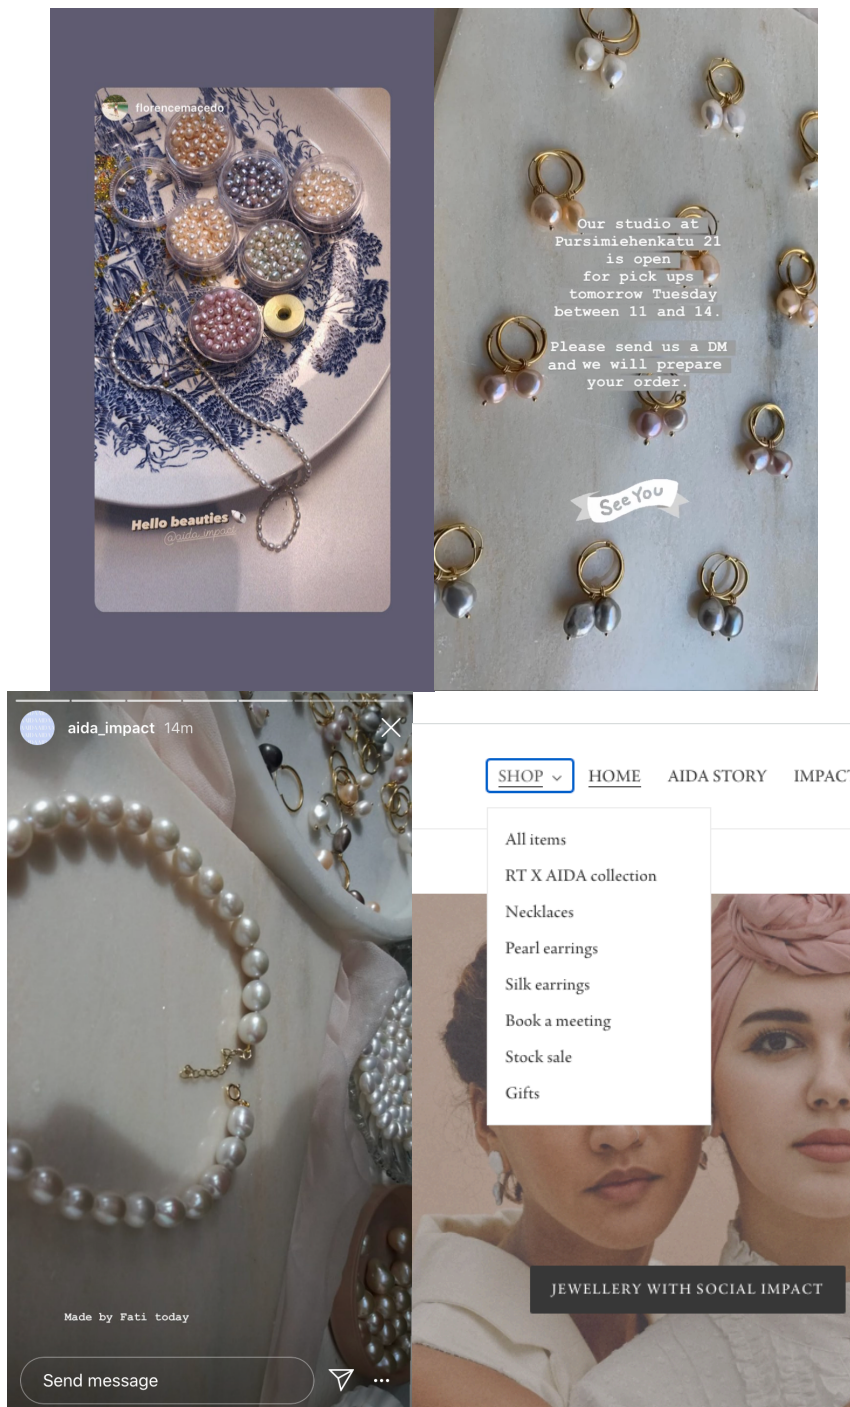 florencemacedo
Hello beauties
@aida_impact
Our studio at
Pursimiehenkatu 21
is open
for pick ups
tomorrow Tuesday
between 11 and 14.
Please send us a DM
and we will prepare
your order.
See You
aida_impact 14m
Made by Fati today
Send message
SHOP HOME AIDA STORY IMPACT
All items
RT X AIDA collection
Necklaces
Pearl earrings
Silk earrings
Book a meeting
Stock sale
Gifts
JEWELLERY WITH SOCIAL IMPACT